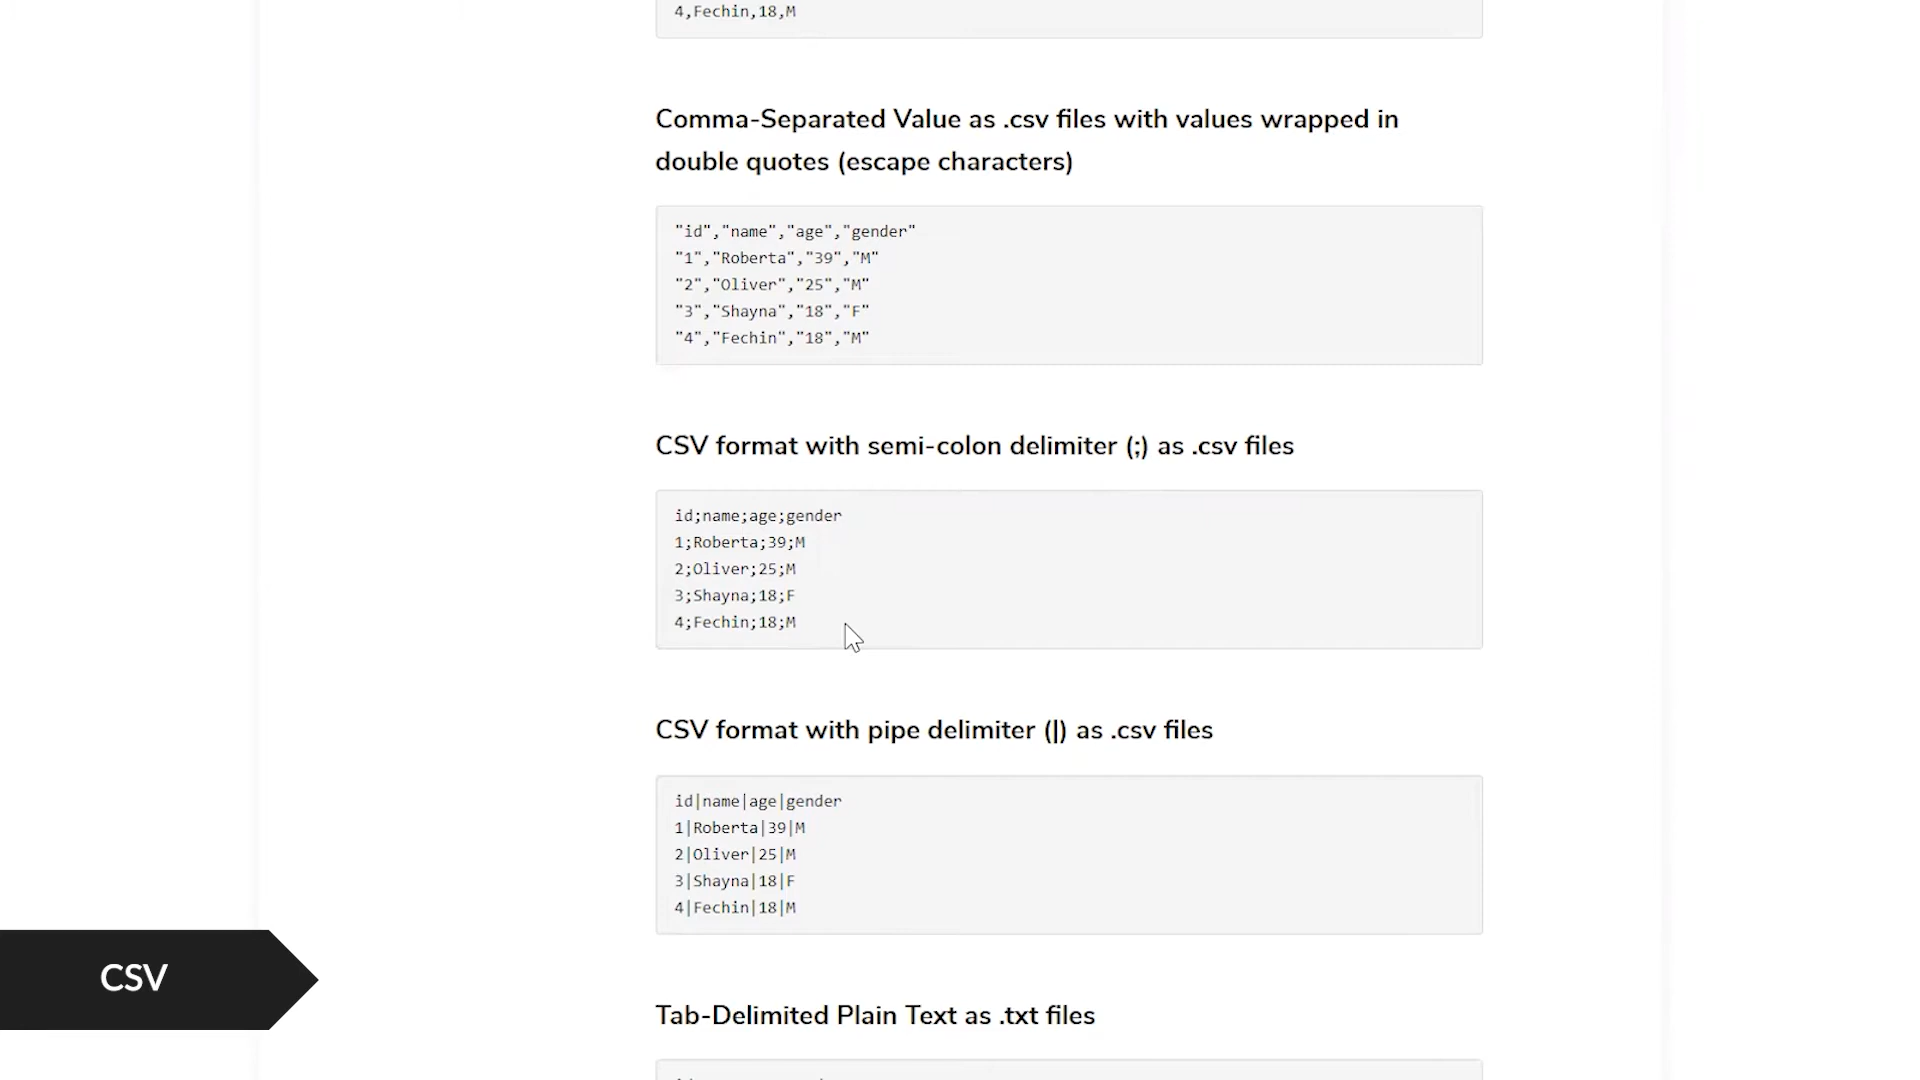 4,Fechin,18,M
Comma-Separated Value as .csv files with values wrapped in
double quotes (escape characters)
"id","name","age","gender"
"1","Roberta","39","M"
"2","Oliver","25","M"
"3","Shayna","18","F"
"4","Fechin","18","M"
CSV format with semi-colon delimiter (;) as .csv files
id;name;age;gender
1;Roberta;39;M
2;Oliver;25;M
3;Shayna;18;F
4;Fechin;18;M
CSV format with pipe delimiter (|) as .csv files
id|name|age|gender
1|Roberta|39|M
2|Oliver|25|M
3|Shayna|18|F
4|Fechin|18|M
CSV
Tab-Delimited Plain Text as .txt files